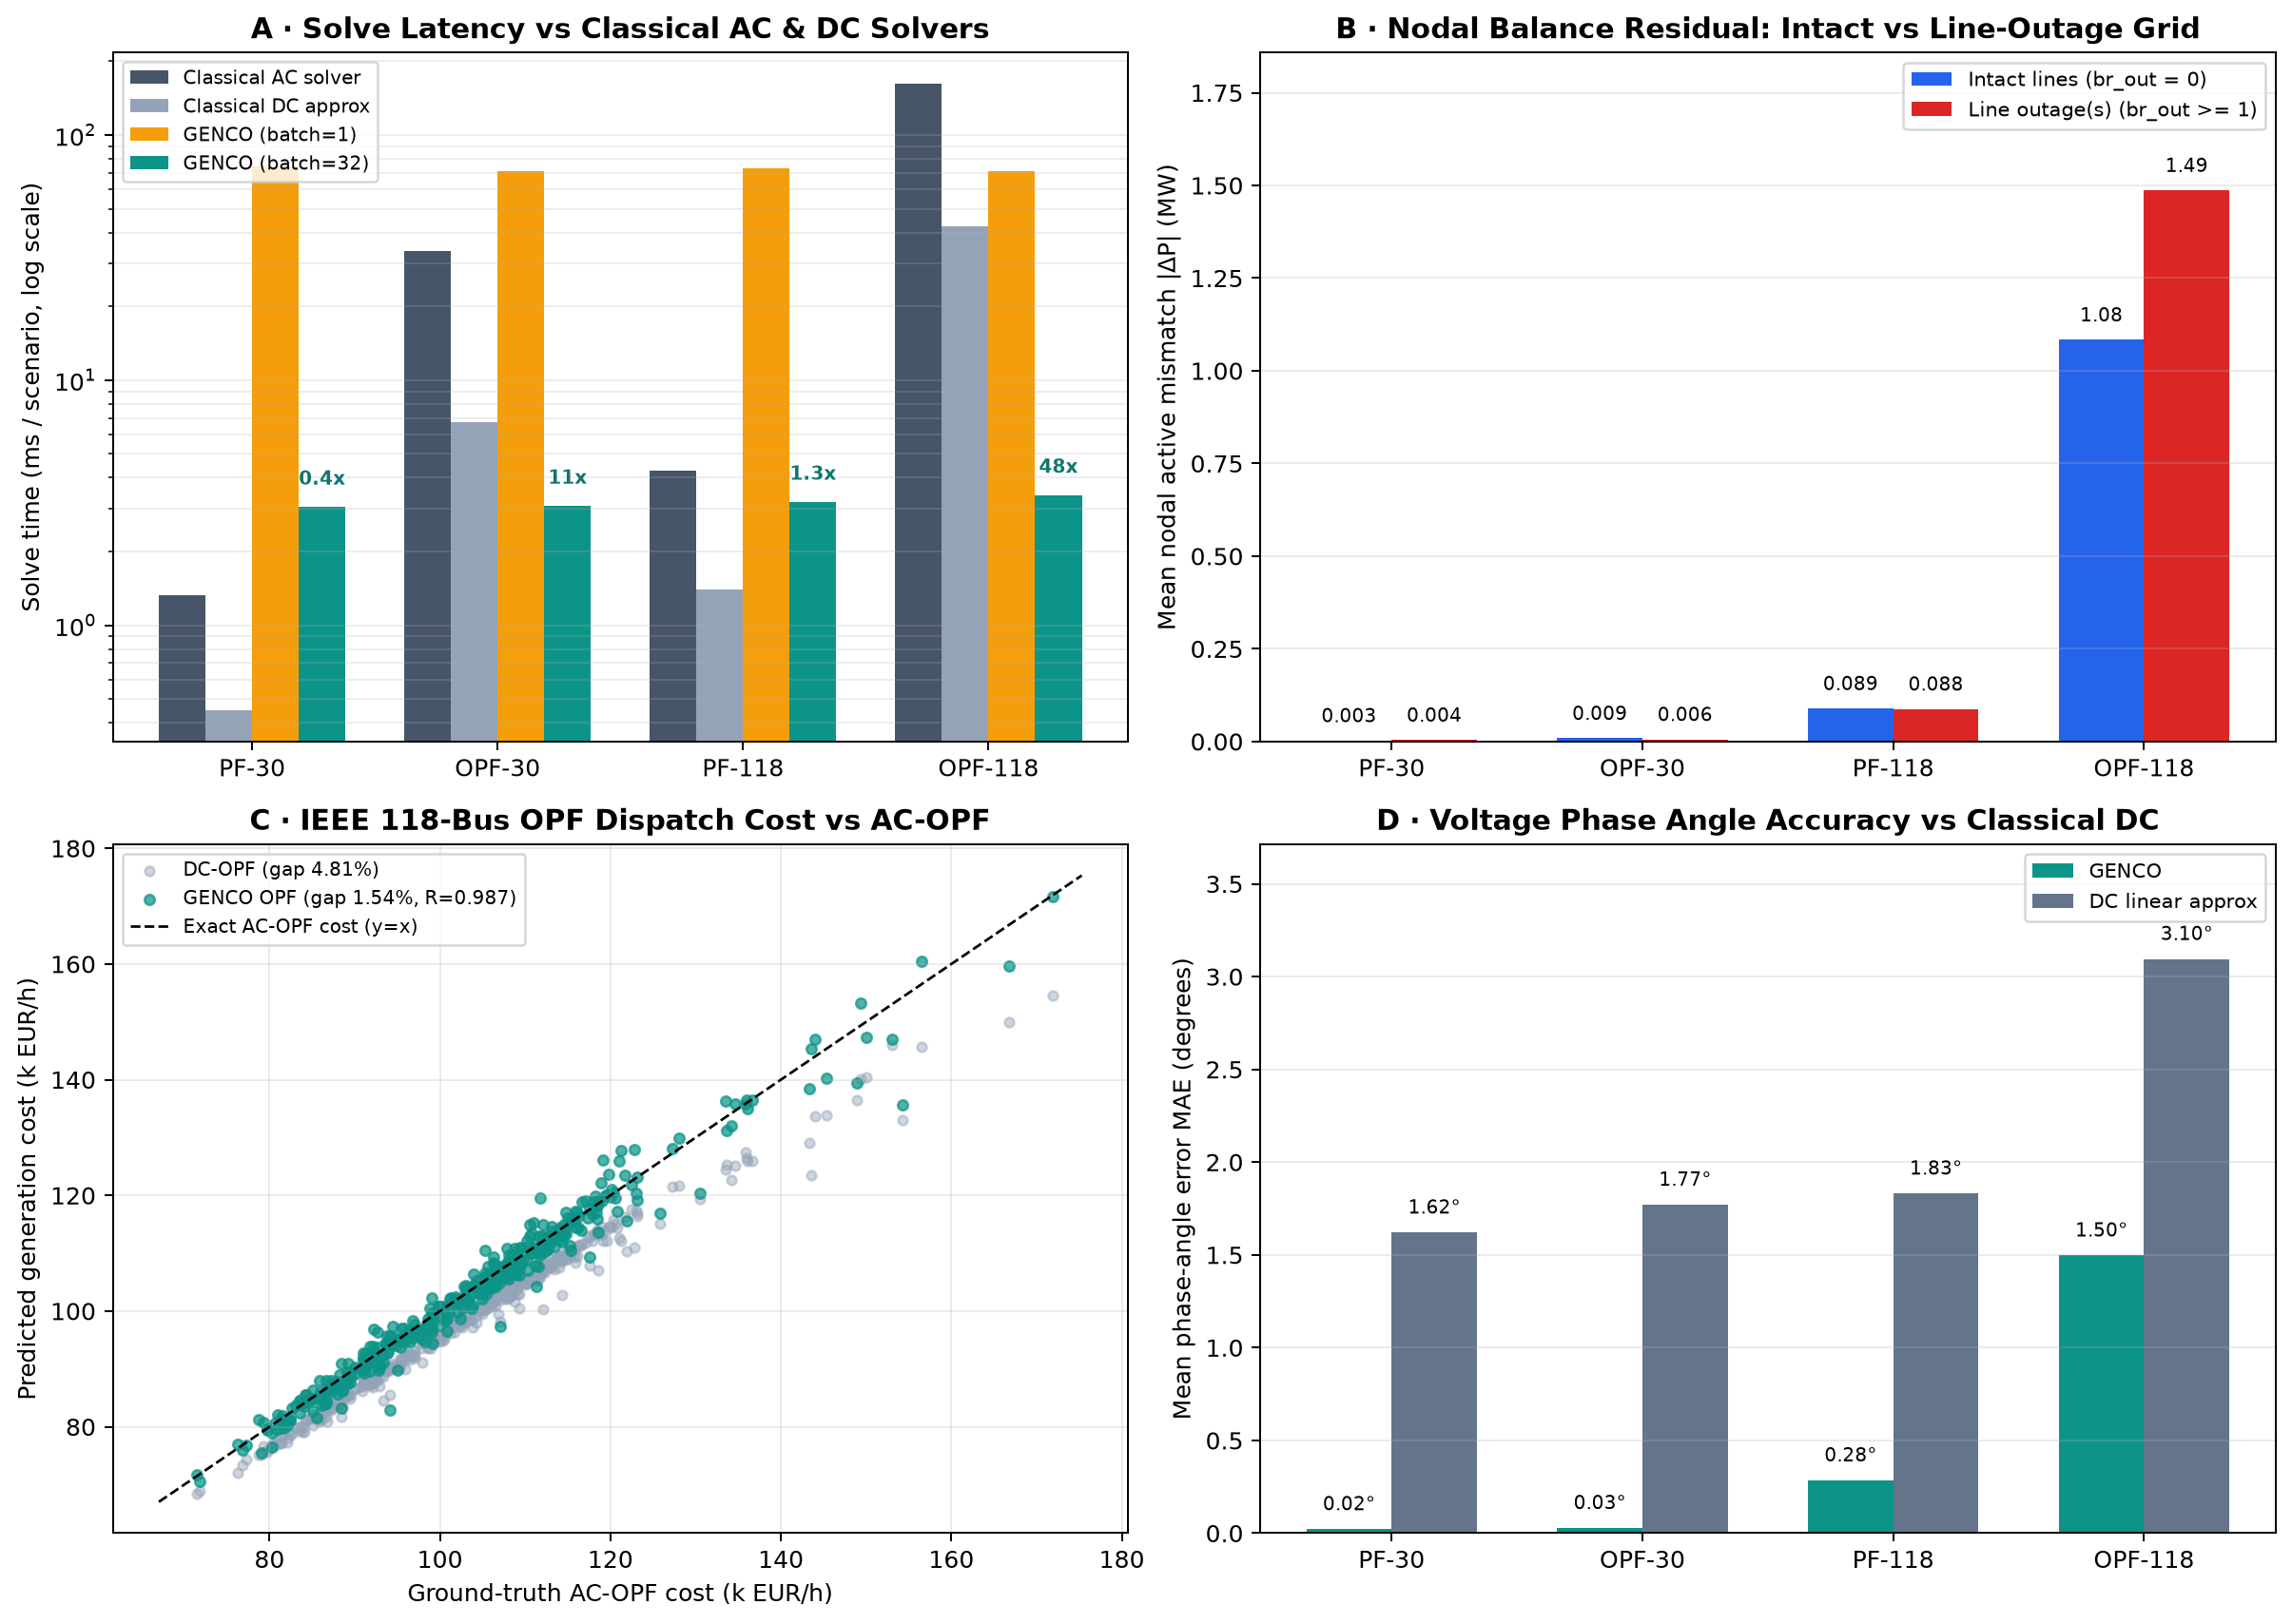 A · Solve Latency vs Classical AC & DC Solvers
Classical AC solver
Classical DC approx
GENCO (batch=1)
GENCO (batch=32)
Solve time (ms / scenario, log scale)
10²
10¹
10⁰
0.4x
11x
1.3x
48x
PF-30
OPF-30
PF-118
OPF-118
B · Nodal Balance Residual: Intact vs Line-Outage Grid
Intact lines (br_out = 0)
Line outage(s) (br_out >= 1)
Mean nodal active mismatch |ΔP| (MW)
1.75
1.50
1.25
1.00
0.75
0.50
0.25
0.00
0.003
0.004
0.009
0.006
0.089
0.088
1.08
1.49
PF-30
OPF-30
PF-118
OPF-118
C · IEEE 118-Bus OPF Dispatch Cost vs AC-OPF
DC-OPF (gap 4.81%)
GENCO OPF (gap 1.54%, R=0.987)
Exact AC-OPF cost (y=x)
Predicted generation cost (k EUR/h)
180
160
140
120
100
80
80
100
120
140
160
180
Ground-truth AC-OPF cost (k EUR/h)
D · Voltage Phase Angle Accuracy vs Classical DC
GENCO
DC linear approx
Mean phase-angle error MAE (degrees)
3.5
3.0
2.5
2.0
1.5
1.0
0.5
0.0
0.02°
1.62°
0.03°
1.77°
0.28°
1.83°
1.50°
3.10°
PF-30
OPF-30
PF-118
OPF-118